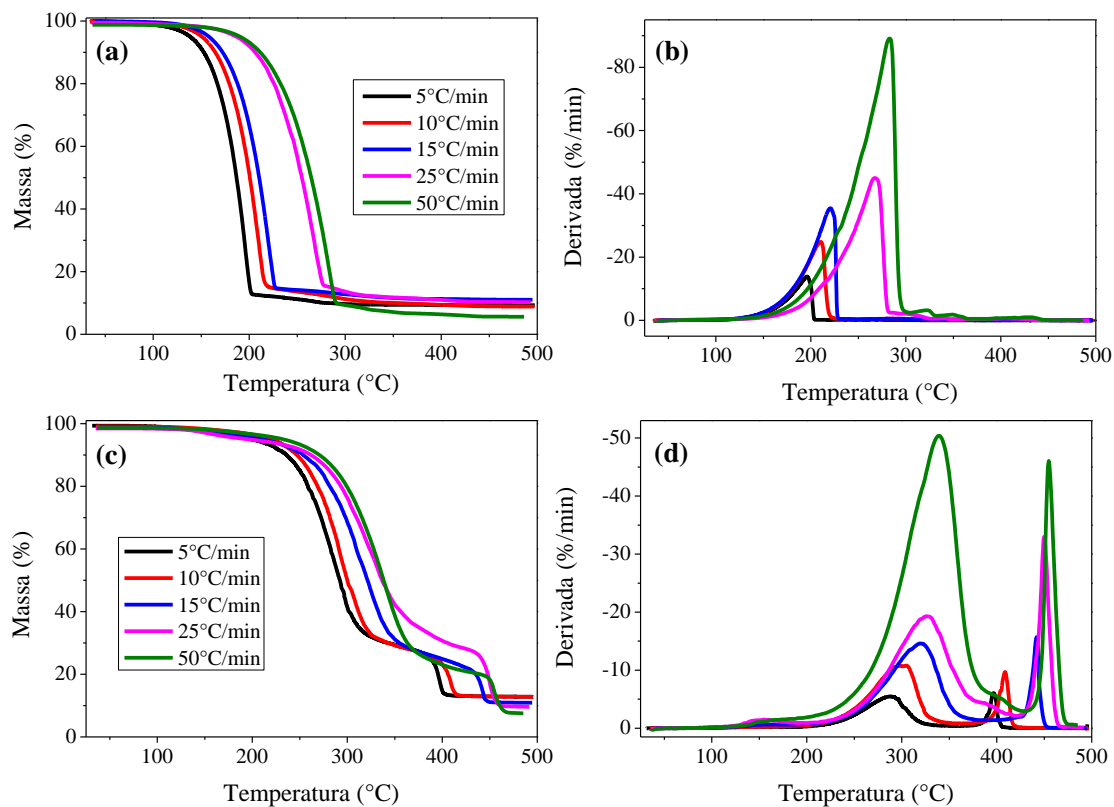 (a)
100
80
60
40
20
0
Massa (%)
5°C/min
10°C/min
15°C/min
25°C/min
50°C/min
100 200 300 400 500
Temperatura (°C)
(b)
-80
-60
-40
-20
0
Derivada (%/min)
100 200 300 400 500
Temperatura (°C)
(c)
100
80
60
40
20
0
Massa (%)
5°C/min
10°C/min
15°C/min
25°C/min
50°C/min
100 200 300 400 500
Temperatura (°C)
(d)
-50
-40
-30
-20
-10
0
Derivada (%/min)
100 200 300 400 500
Temperatura (°C)